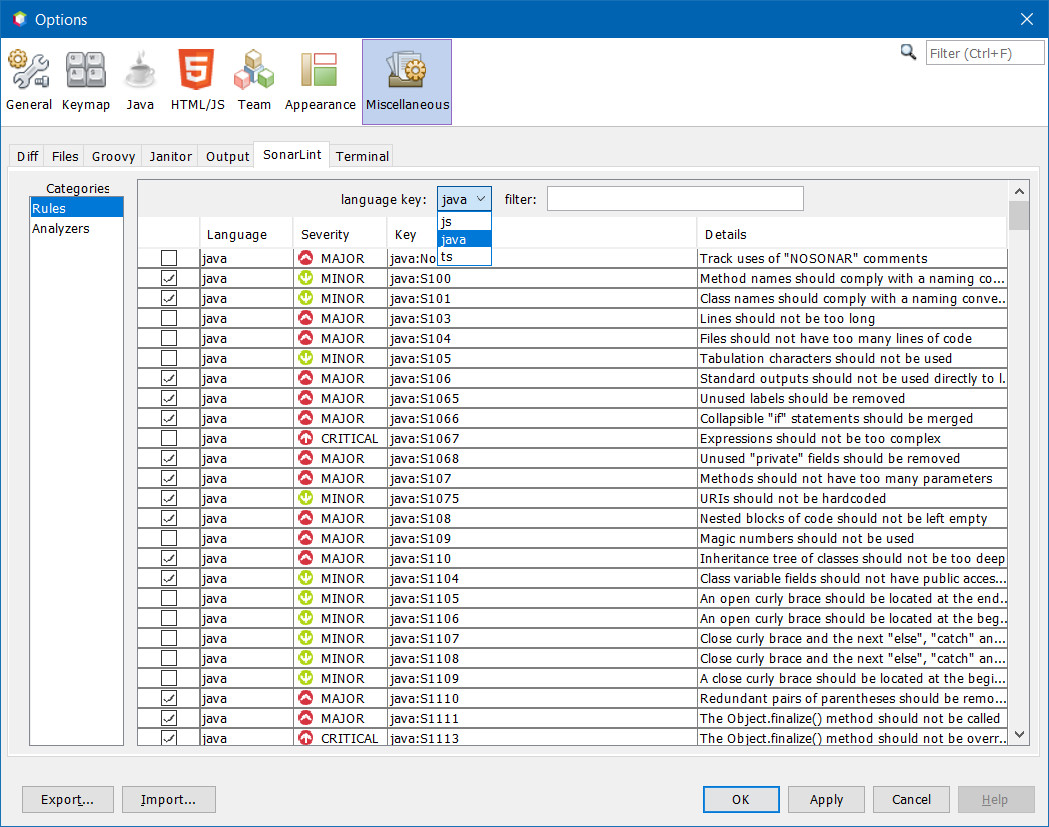 Options
General Keymap Java HTML/JS Team Appearance Miscellaneous
Filter (Ctrl+F)
Diff Files Groovy Janitor Output SonarLint Terminal
Categories
Rules
Analyzers
language key: java filter:
js
java
ts
Language Severity Key Details
java MAJOR java:No Track uses of "NOSONAR" comments
java MINOR java:S100 Method names should comply with a naming co...
java MINOR java:S101 Class names should comply with a naming conve...
java MAJOR java:S103 Lines should not be too long
java MAJOR java:S104 Files should not have too many lines of code
java MINOR java:S105 Tabulation characters should not be used
java MAJOR java:S106 Standard outputs should not be used directly to l...
java MAJOR java:S1065 Unused labels should be removed
java MAJOR java:S1066 Collapsible "if" statements should be merged
java CRITICAL java:S1067 Expressions should not be too complex
java MAJOR java:S1068 Unused "private" fields should be removed
java MAJOR java:S107 Methods should not have too many parameters
java MINOR java:S1075 URIs should not be hardcoded
java MAJOR java:S108 Nested blocks of code should not be left empty
java MAJOR java:S109 Magic numbers should not be used
java MAJOR java:S110 Inheritance tree of classes should not be too deep
java MINOR java:S1104 Class variable fields should not have public acces...
java MINOR java:S1105 An open curly brace should be located at the end...
java MINOR java:S1106 An open curly brace should be located at the beg...
java MINOR java:S1107 Close curly brace and the next "else", "catch" an...
java MINOR java:S1108 Close curly brace and the next "else", "catch" an...
java MINOR java:S1109 A close curly brace should be located at the begi...
java MAJOR java:S1110 Redundant pairs of parentheses should be remo...
java MAJOR java:S1111 The Object.finalize() method should not be called
java CRITICAL java:S1113 The Object.finalize() method should not be overr...
Export... Import... OK Apply Cancel Help